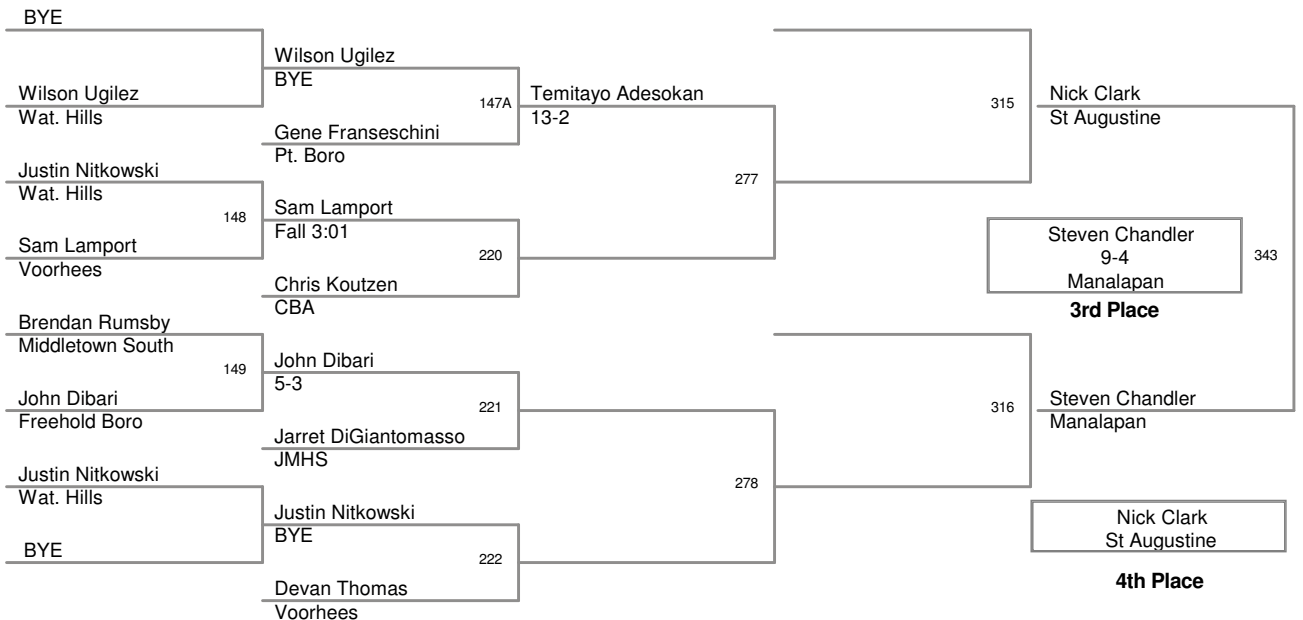 BYE
Wilson Ugilez
Wat. Hills
Justin Nitkowski
Wat. Hills
148
Sam Lamport
Voorhees
Brendan Rumsby
Middletown South
149
John Dibari
Freehold Boro
Justin Nitkowski
Wat. Hills
BYE
Wilson Ugilez
BYE
147A
Gene Franseschini
Pt. Boro
Sam Lamport
Fall 3:01
220
Chris Koutzen
CBA
John Dibari
5-3
221
Jarret DiGiantomasso
JMHS
Justin Nitkowski
BYE
222
Devan Thomas
Voorhees
Temitayo Adesokan
13-2
277
278
315
316
Nick Clark
St Augustine
Steven Chandler
9-4
Manalapan
343
3rd Place
Steven Chandler
Manalapan
Nick Clark
St Augustine
4th Place